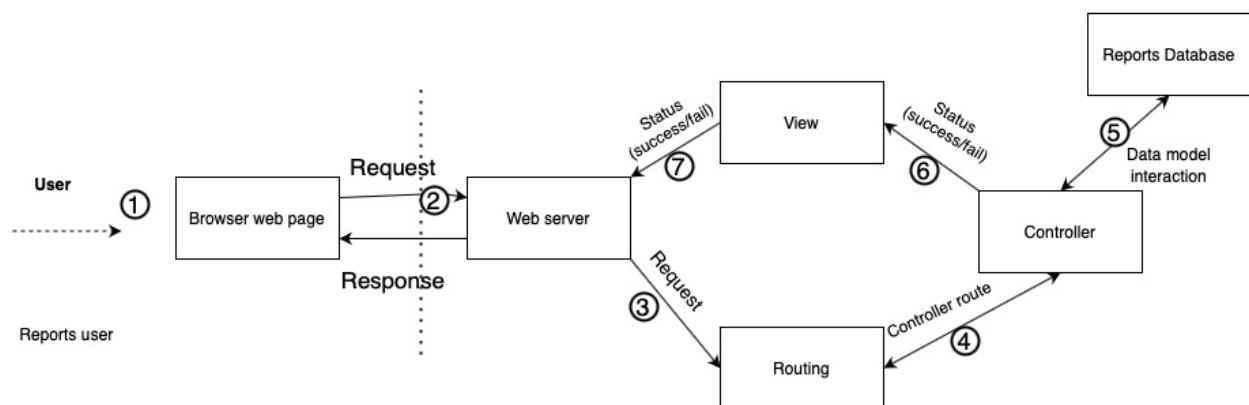 Reports Database
View
Status
(success/fail)
7
Status
(success/fail)
6
5
Data model
interaction
User
1
Request
2
Browser web page
Web server
Controller
Response
Request
3
Controller route
4
Reports user
Routing